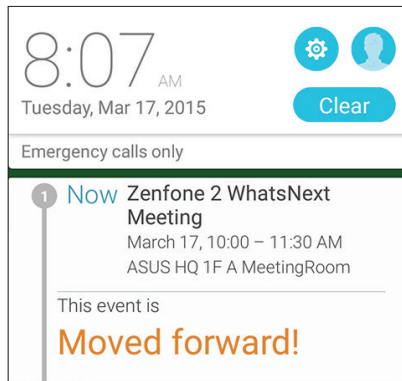 8:07 AM
Tuesday, Mar 17, 2015
Clear
Emergency calls only
1 Now Zenfone 2 WhatsNext
Meeting
March 17, 10:00 – 11:30 AM
ASUS HQ 1F A MeetingRoom
This event is
Moved forward!